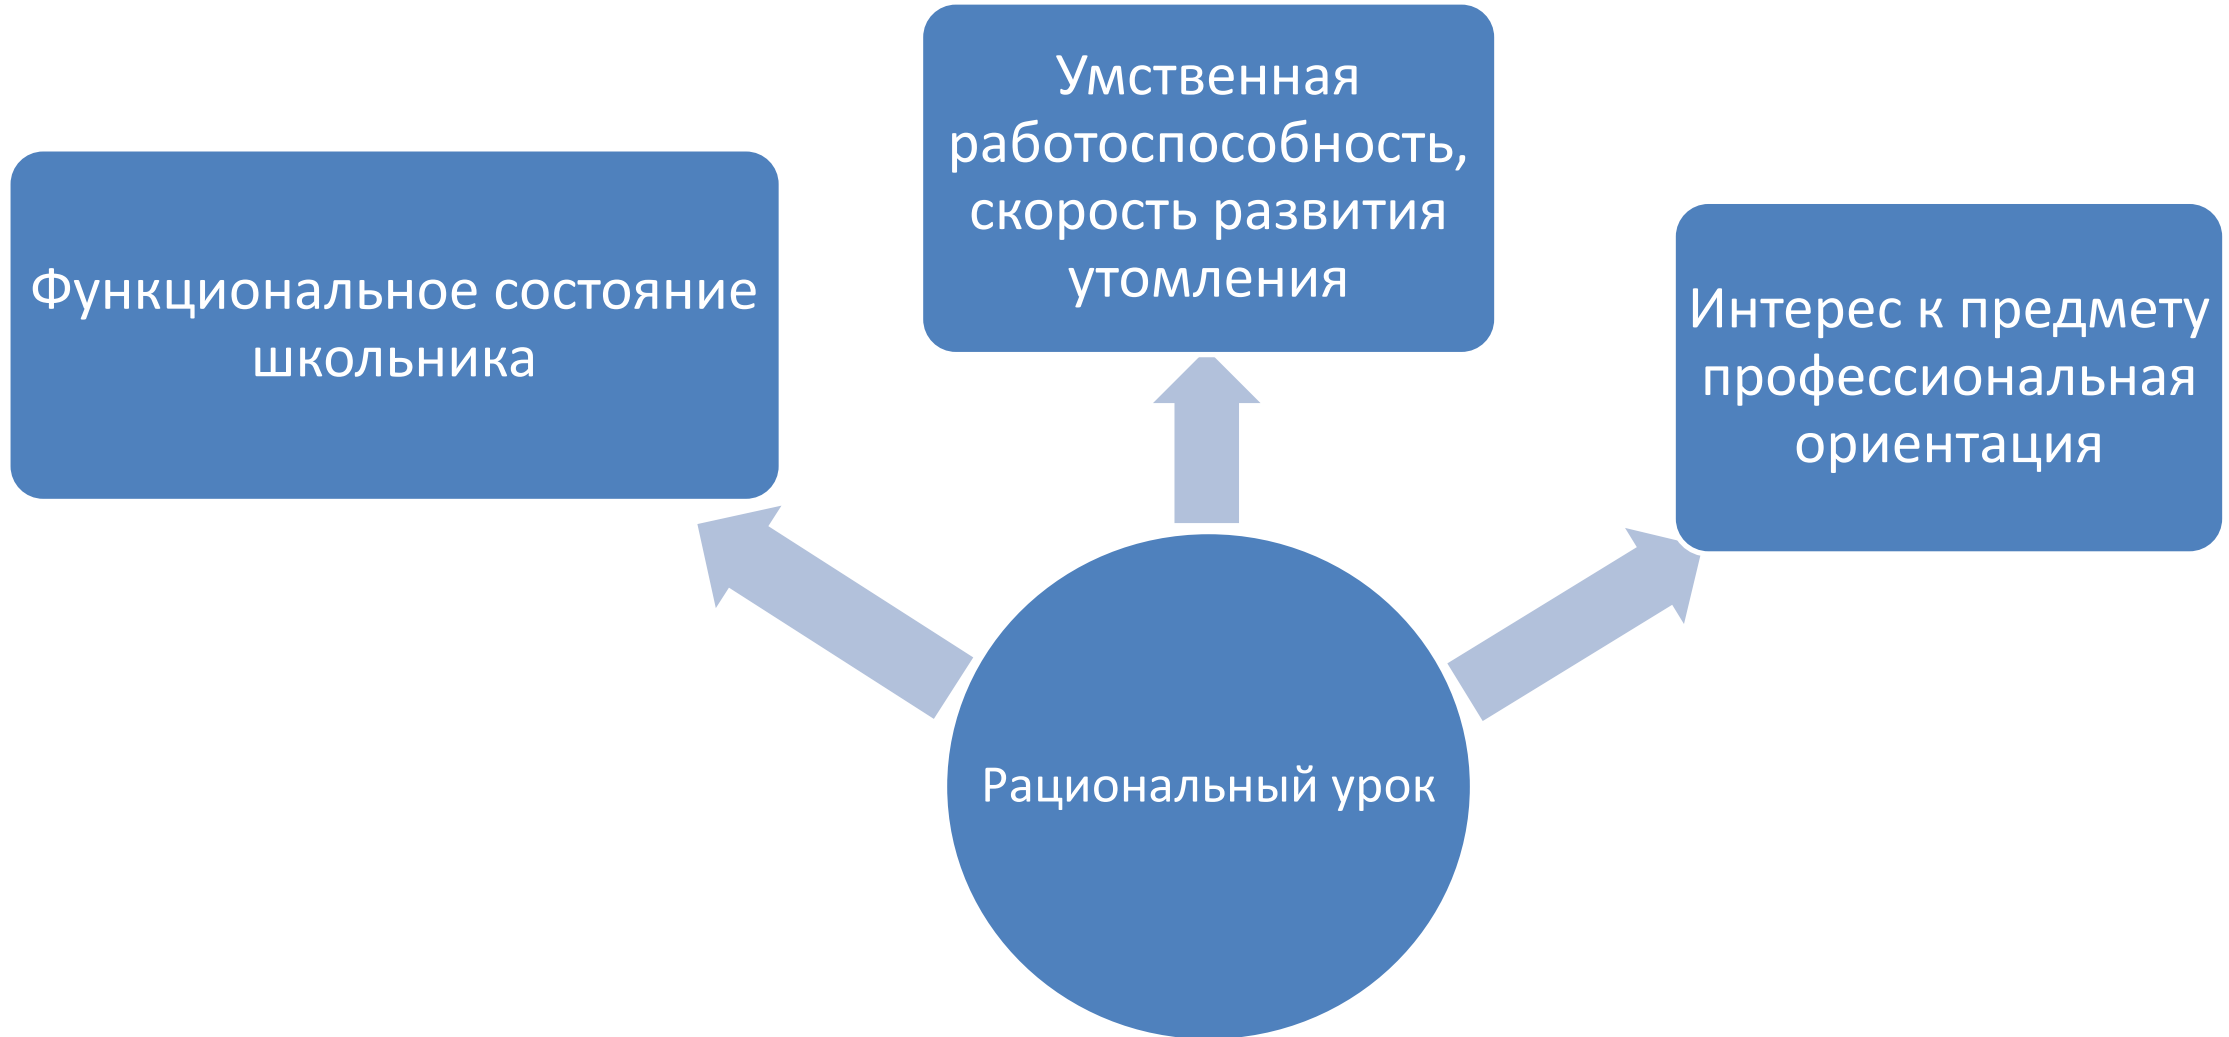 Функциональное состояние
школьника
Умственная
работоспособность,
скорость развития
утомления
Интерес к предмету
профессиональная
ориентация
Рациональный урок